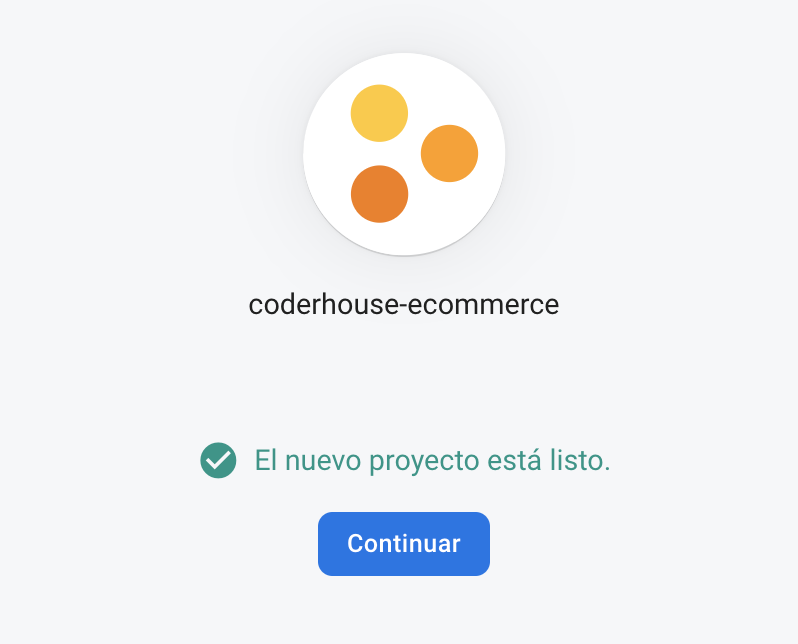 coderhouse-ecommerce
El nuevo proyecto está listo.
Continuar